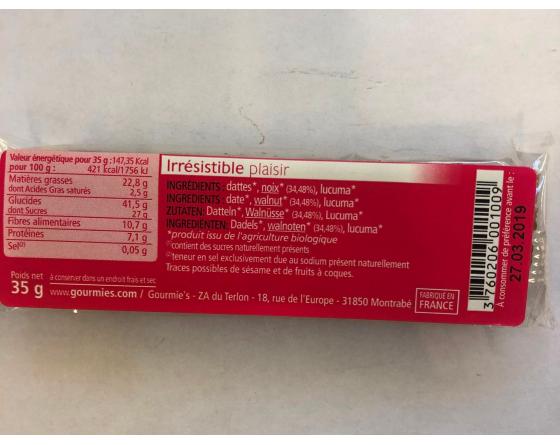 Valeur énergétique pour 35 g : 147,35 Kcal
pour 100 g : 421 kcal/1756 kJ
Matières grasses 22,8 g
dont Acides Gras saturés 2,5 g
Glucides 41,5 g
dont Sucres 27 g
Fibres alimentaires 10,7 g
Protéines 7,1 g
Sel(2) 0,05 g
Poids net
35 g
à conserver dans un endroit frais et sec
Irrésistible plaisir
INGRÉDIENTS : dattes*, noix* (34,48%), lucuma*
INGREDIENTS : date*, walnut* (34,48%), lucuma*
ZUTATEN: Datteln*, Walnüsse* (34,48%), Lucuma*
INGREDIËNTEN: Dadels*, walnoten* (34,48%), lucuma*
*produit issu de l'agriculture biologique
(1)contient des sucres naturellement présents
(2)teneur en sel exclusivement due au sodium présent naturellement
Traces possibles de sésame et de fruits à coques.
www.gourmies.com / Gourmie's - ZA du Terlon - 18, rue de l'Europe - 31850 Montrabé
FABRIQUÉ EN
FRANCE
3 760206 001009
A consommer de préférence avant le :
27.03.2019